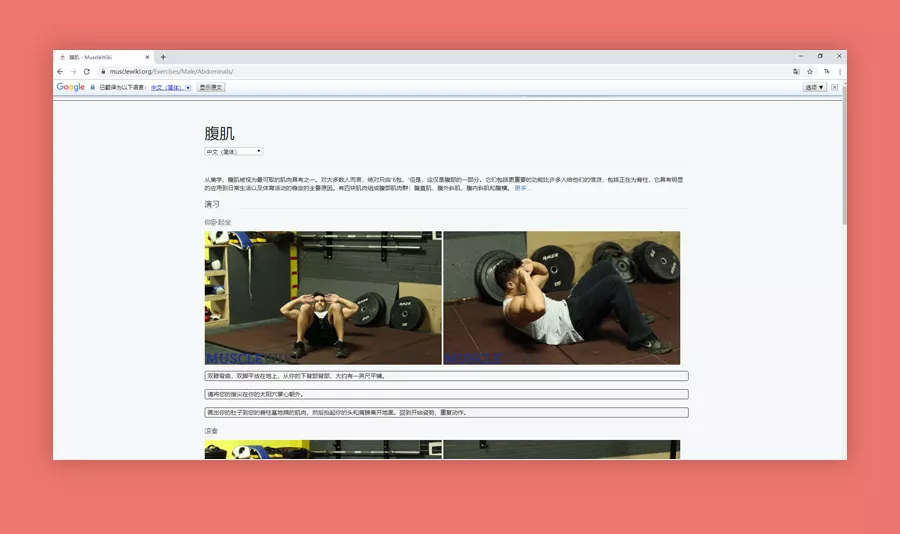 腹肌 - MuscleWiki
musclewiki.org/Exercises/Male/Abdominals/
Google 已翻译为以下语言： 中文（简体） 显示原文 选项 ▼
腹肌
中文（简体）
从美学，腹肌被视为最可取的肌肉具有之一。对大多数人而言，绝对只由'6包，'但是，这仅是腹部的一部分。它们包括更重要的功能比许多人给他们的信贷，包括正在为脊柱，它具有明显
的应用到日常生活以及体育活动的稳定的主要原因。有四块肌肉组成腹部肌肉群：腹直肌，腹外斜肌，腹内斜肌和腹横。 更多...
演习
仰卧起坐
MUSCLEWIKI
MUSCLE
双膝弯曲，双脚平放在地上，从你的下背部背部，大约有一英尺平铺。
请将您的指尖在你的太阳穴掌心朝外。
画出你的肚子到您的脊柱基地搞的肌肉，然后抬起你的头和肩膀离开地面。回到开始姿势，重复动作。